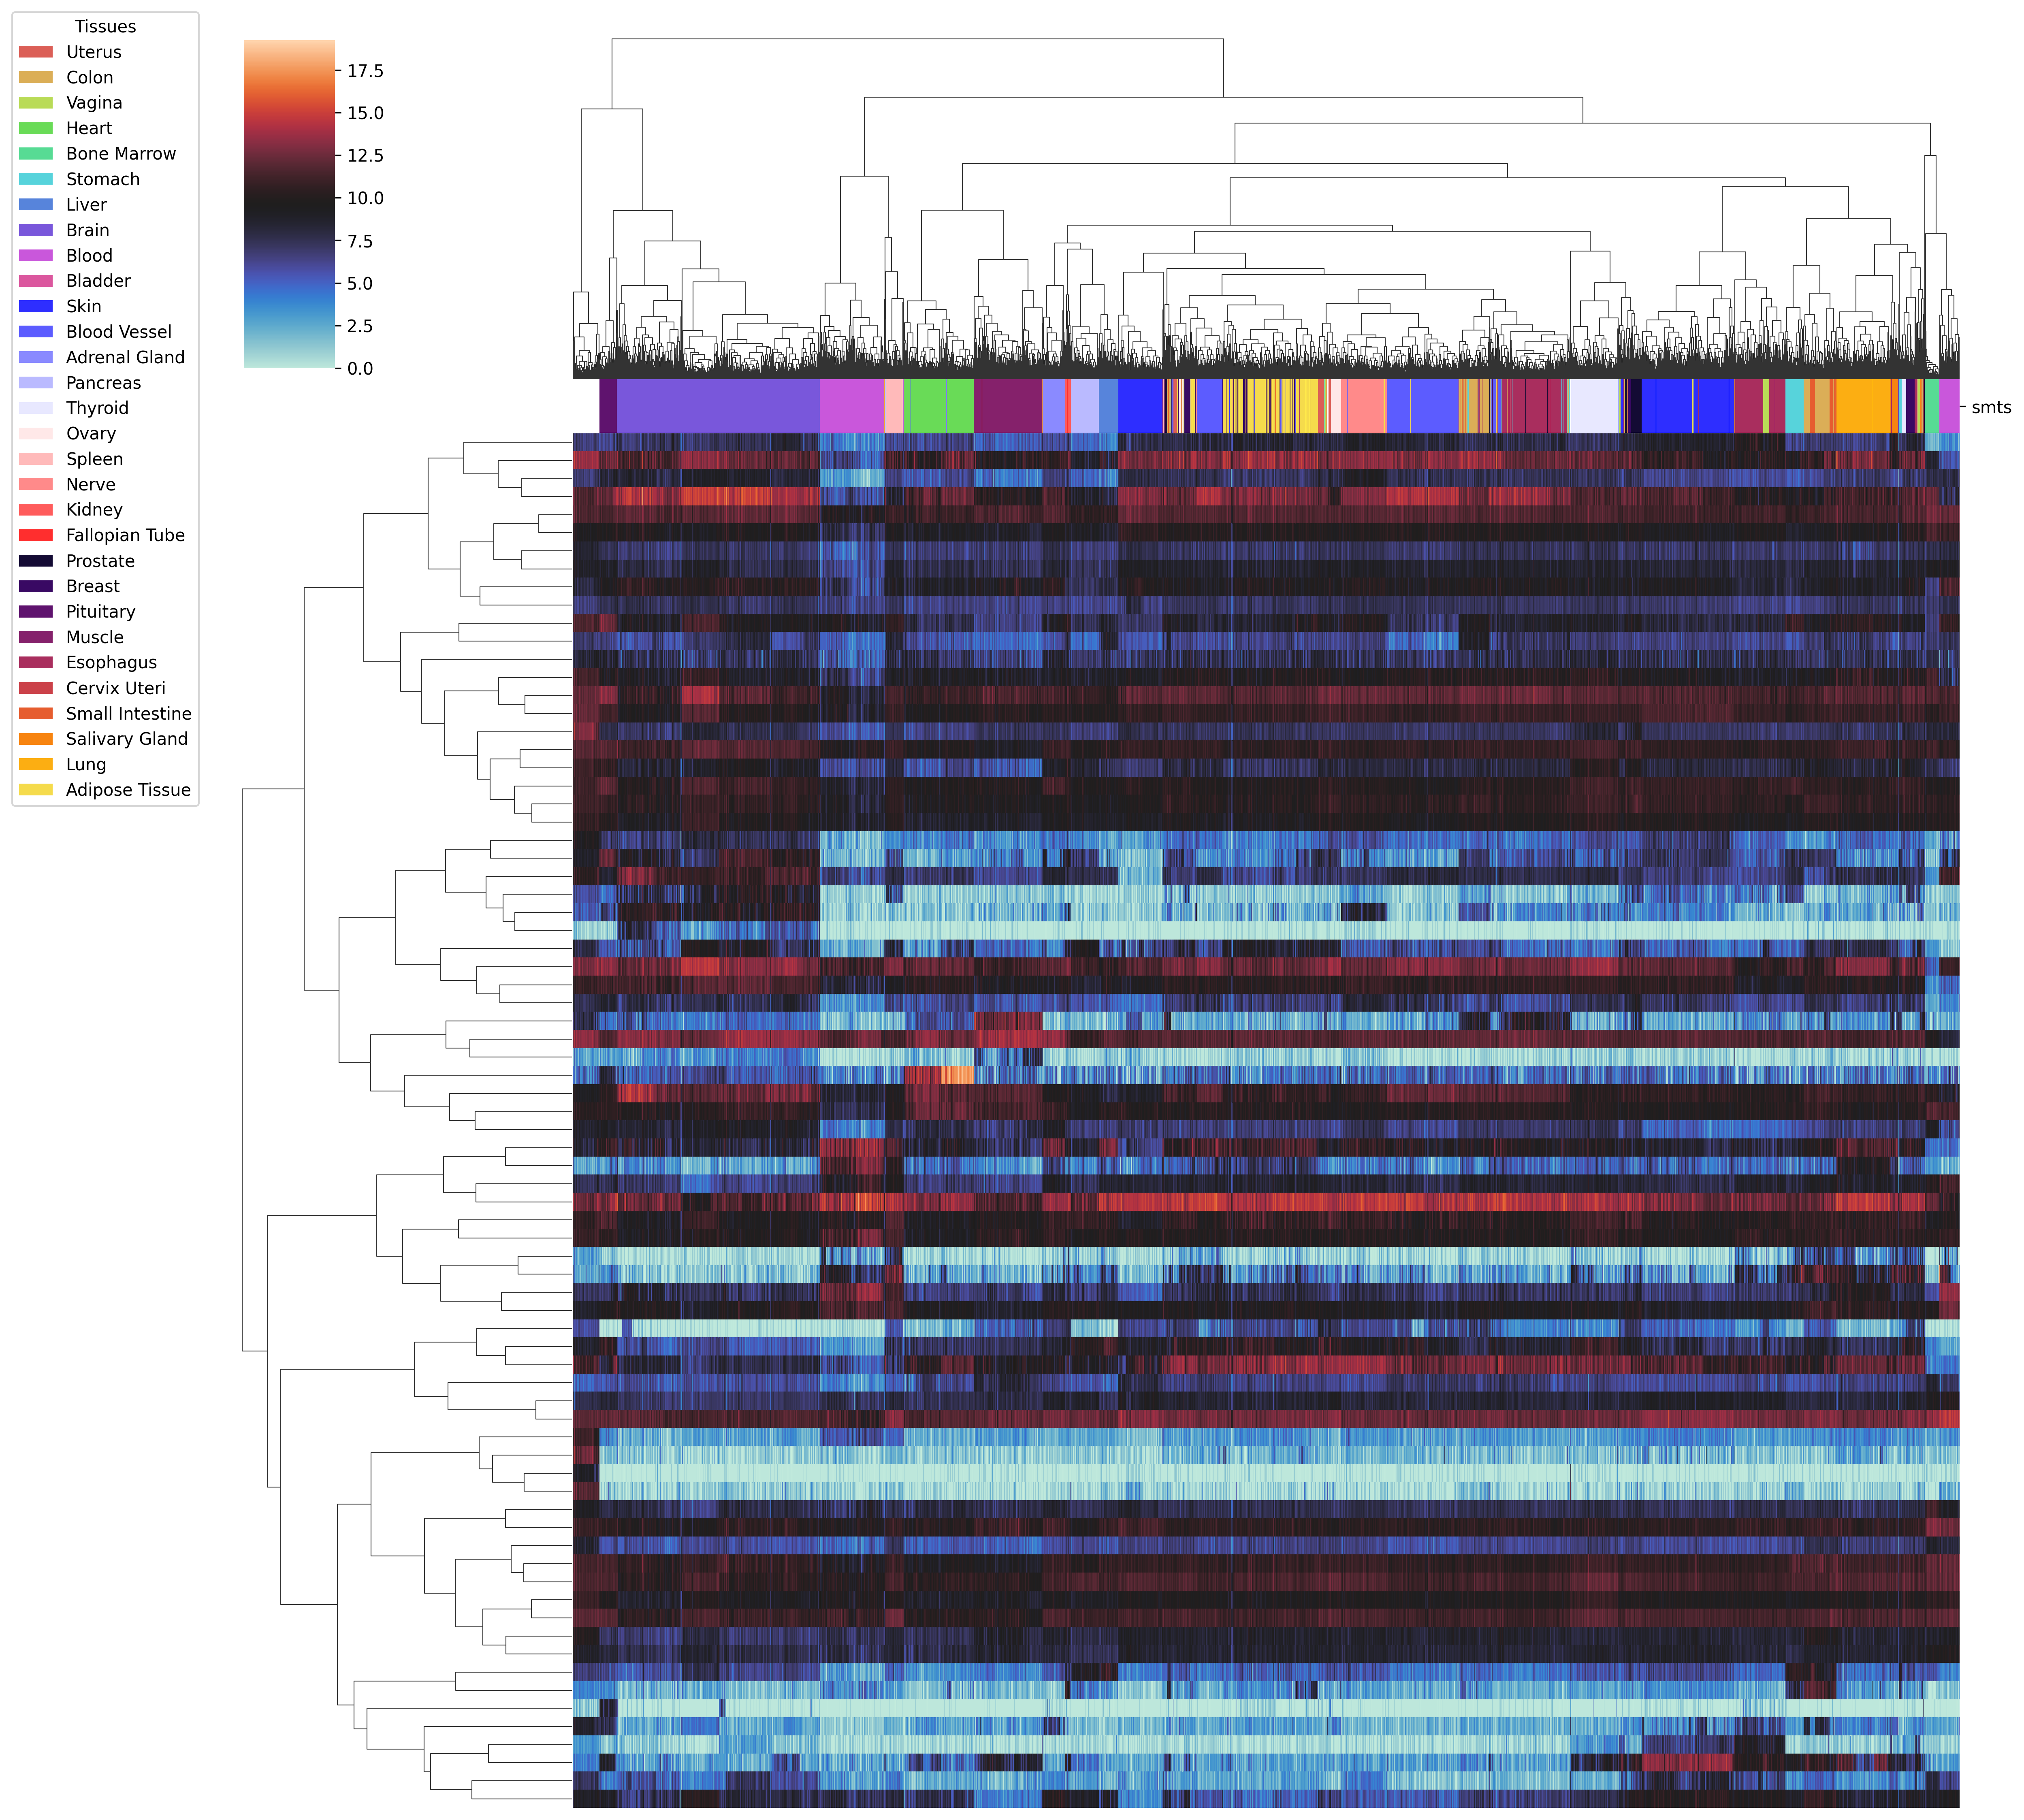 Tissues
Uterus
Colon
Vagina
Heart
Bone Marrow
Stomach
Liver
Brain
Blood
Bladder
Skin
Blood Vessel
Adrenal Gland
Pancreas
Thyroid
Ovary
Spleen
Nerve
Kidney
Fallopian Tube
Prostate
Breast
Pituitary
Muscle
Esophagus
Cervix Uteri
Small Intestine
Salivary Gland
Lung
Adipose Tissue
17.5
15.0
12.5
10.0
7.5
5.0
2.5
0.0
smts